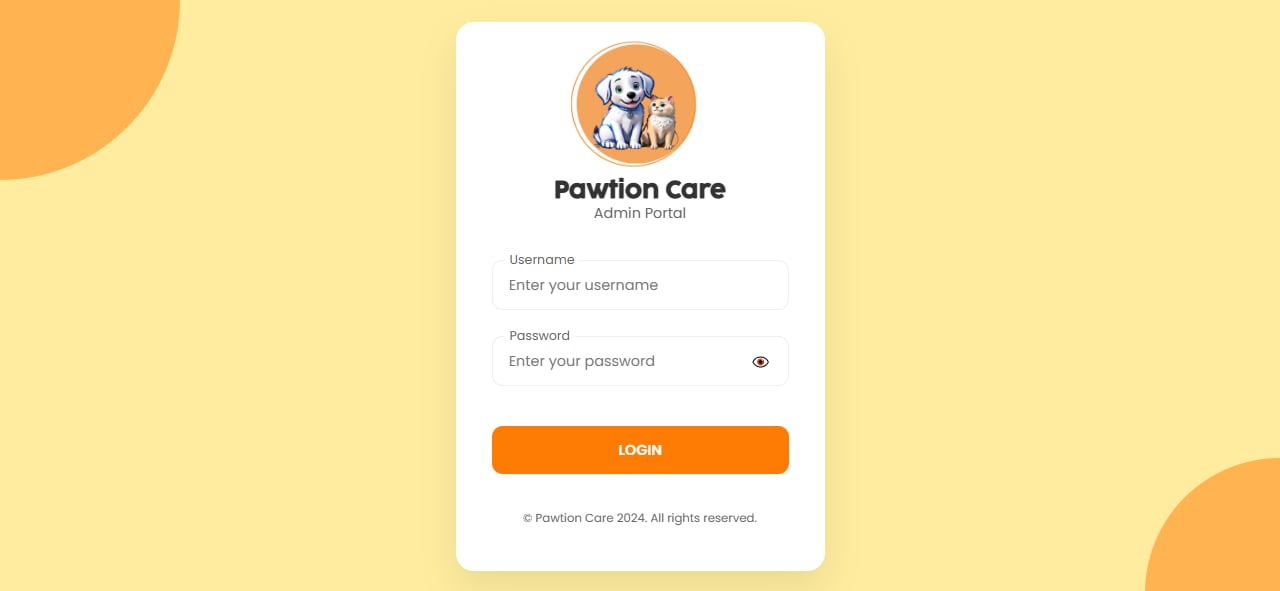 Pawtion Care
Admin Portal
Username
Enter your username
Password
Enter your password
LOGIN
© Pawtion Care 2024. All rights reserved.